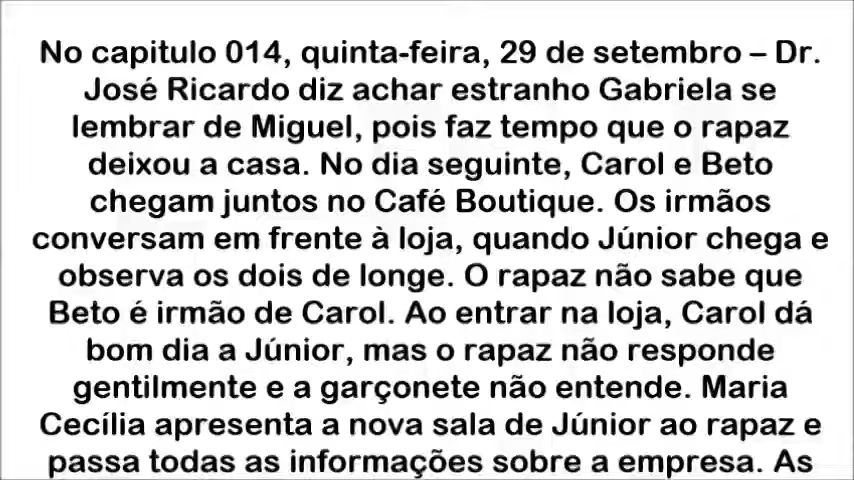 No capitulo 014, quinta-feira, 29 de setembro – Dr.
José Ricardo diz achar estranho Gabriela se
lembrar de Miguel, pois faz tempo que o rapaz
deixou a casa. No dia seguinte, Carol e Beto
chegam juntos no Café Boutique. Os irmãos
conversam em frente à loja, quando Júnior chega e
observa os dois de longe. O rapaz não sabe que
Beto é irmão de Carol. Ao entrar na loja, Carol dá
bom dia a Júnior, mas o rapaz não responde
gentilmente e a garçonete não entende. Maria
Cecília apresenta a nova sala de Júnior ao rapaz e
passa todas as informações sobre a empresa. As